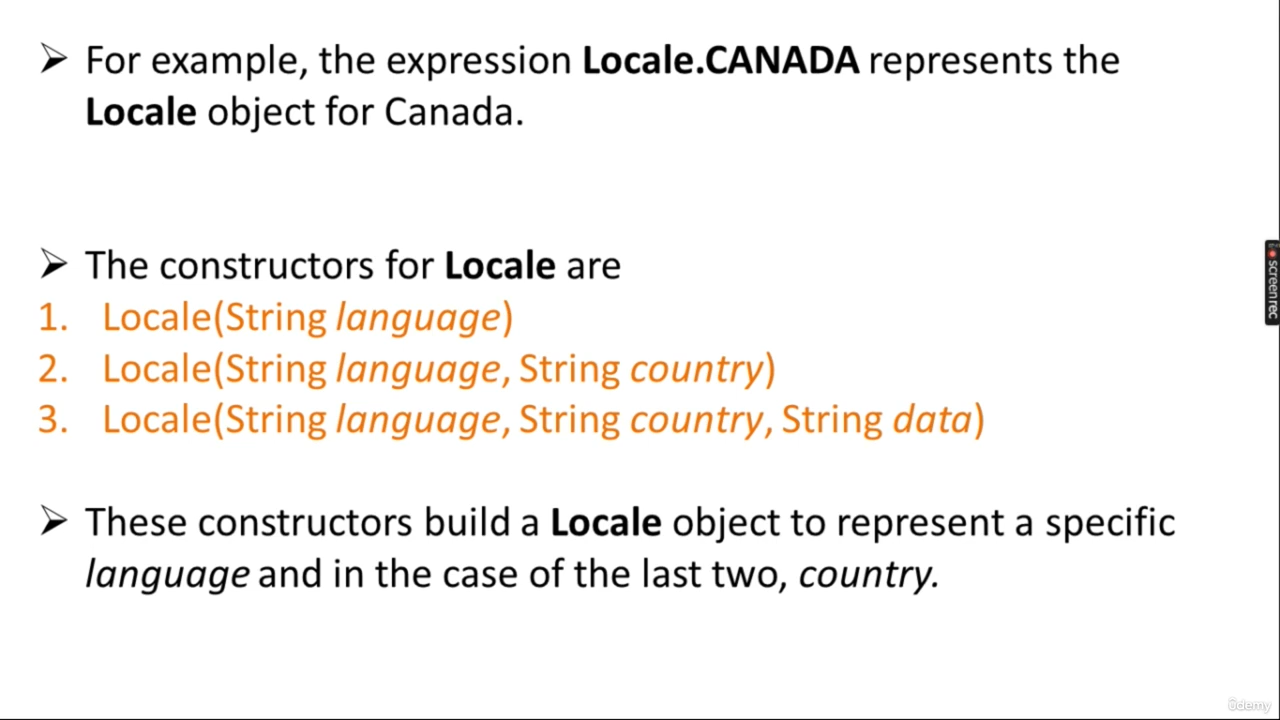 ➢ For example, the expression Locale.CANADA represents the
Locale object for Canada.
➢ The constructors for Locale are
1. Locale(String language)
2. Locale(String language, String country)
3. Locale(String language, String country, String data)
➢ These constructors build a Locale object to represent a specific
language and in the case of the last two, country.
screenrec
ûdemy